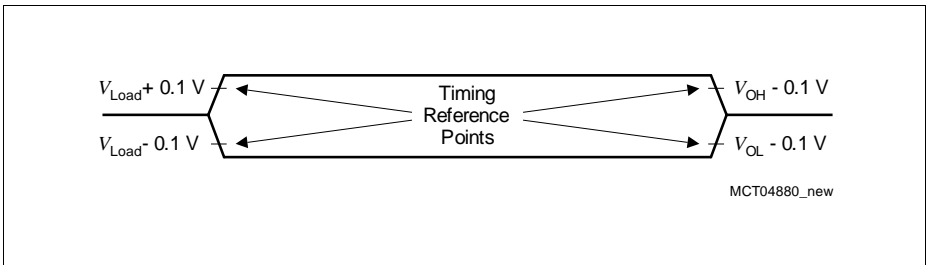 V_Load + 0.1 V
V_Load - 0.1 V
Timing
Reference
Points
V_OH - 0.1 V
V_OL - 0.1 V
MCT04880_new